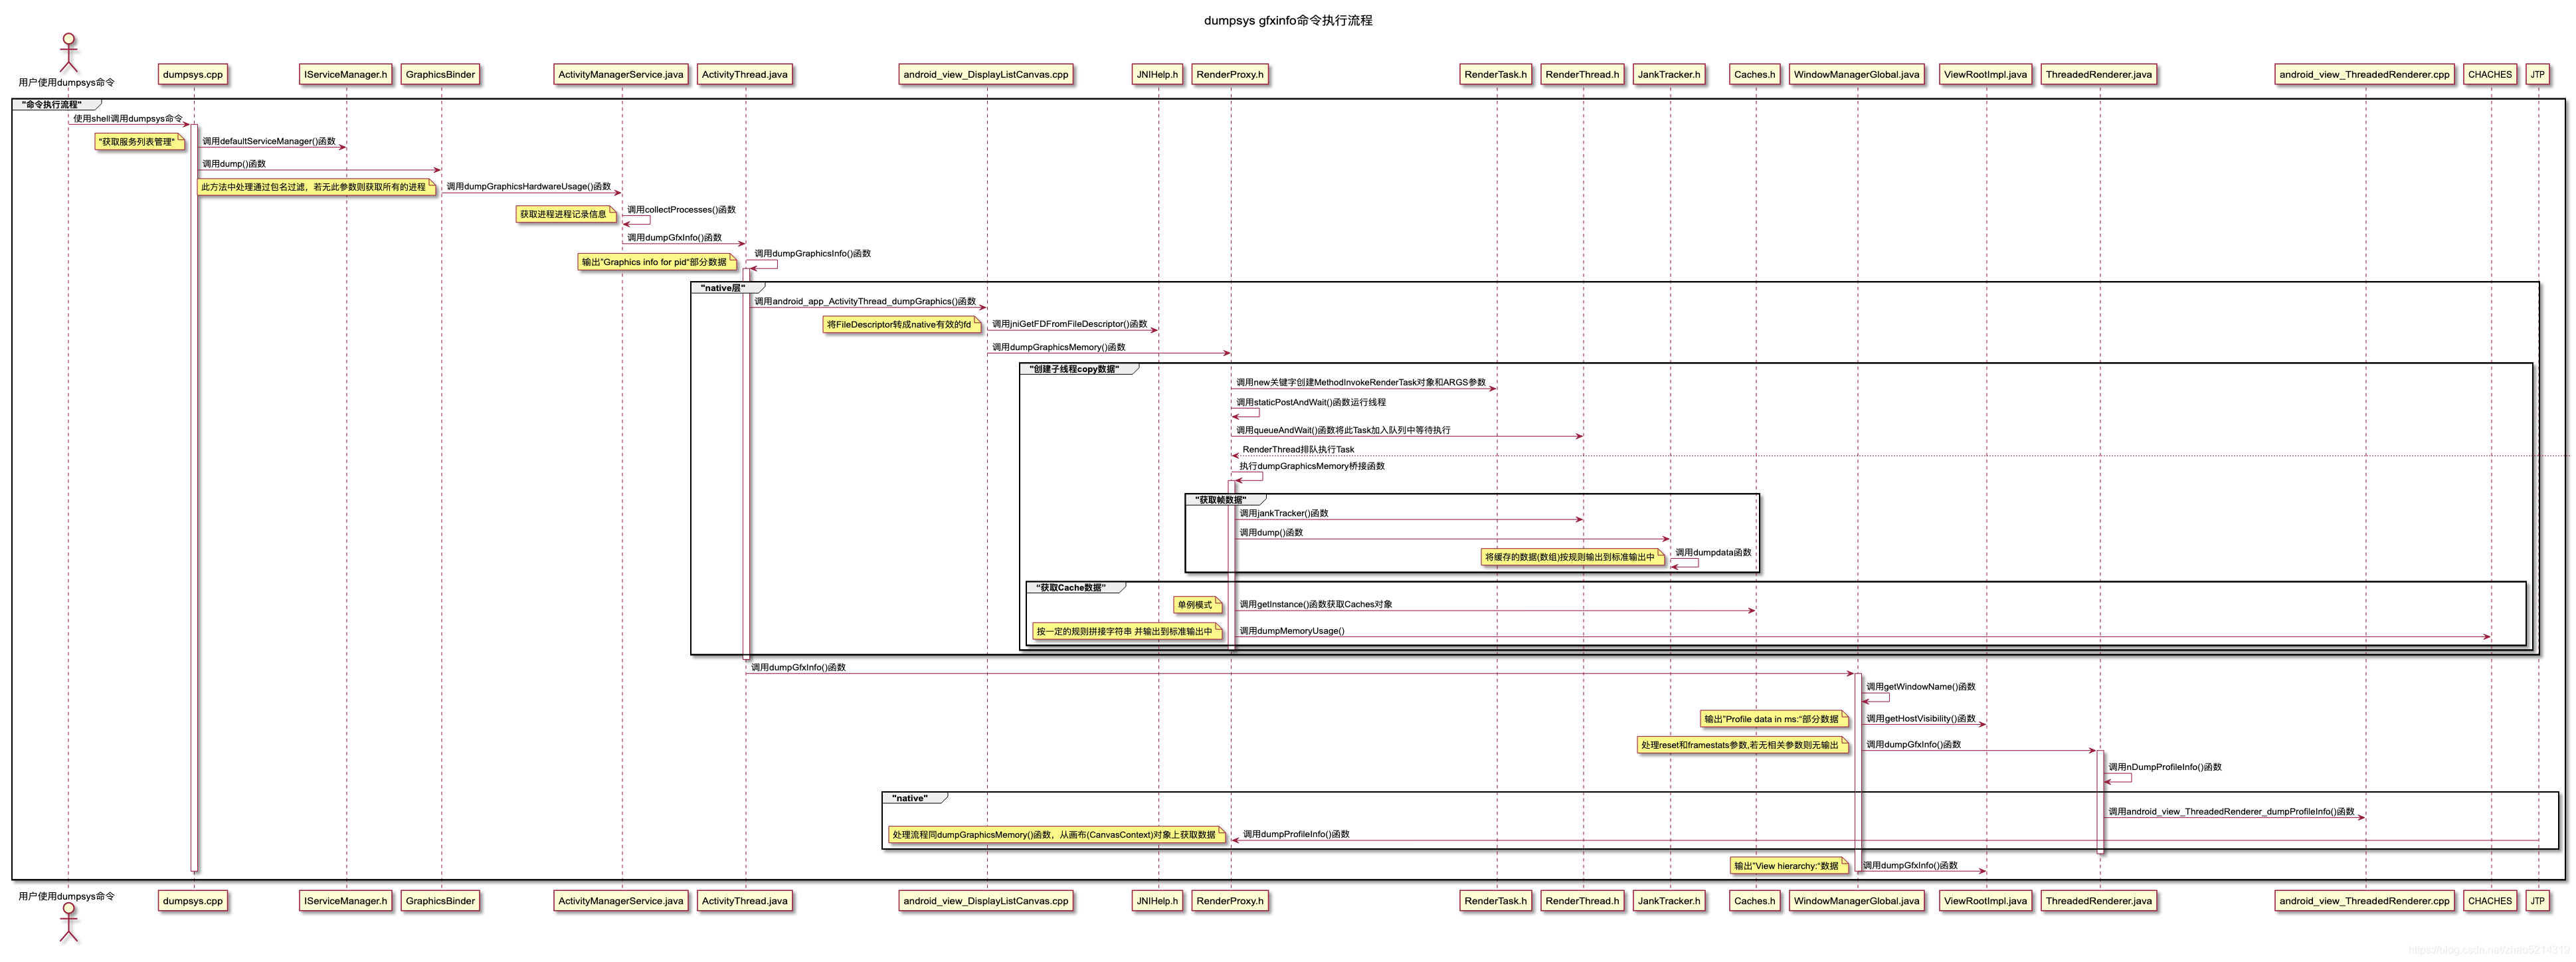 dumpsys gfxinfo命令执行流程
用户使用dumpsys命令
dumpsys.cpp
IServiceManager.h
GraphicsBinder
ActivityManagerService.java
ActivityThread.java
android_view_DisplayListCanvas.cpp
JNIHelp.h
RenderProxy.h
RenderTask.h
RenderThread.h
JankTracker.h
Caches.h
WindowManagerGlobal.java
ViewRootImpl.java
ThreadedRenderer.java
android_view_ThreadedRenderer.cpp
CHACHES
JTP
"命令执行流程"
使用shell调用dumpsys命令
"获取服务列表管理"
调用defaultServiceManager()函数
调用dump()函数
此方法中处理通过包名过滤，若无此参数则获取所有的进程
调用dumpGraphicsHardwareUsage()函数
获取进程进程记录信息
调用collectProcesses()函数
调用dumpGfxInfo()函数
输出"Graphics info for pid"部分数据
调用dumpGraphicsInfo()函数
"native层"
调用android_app_ActivityThread_dumpGraphics()函数
将FileDescriptor转成native有效的fd
调用jniGetFDFromFileDescriptor()函数
调用dumpGraphicsMemory()函数
"创建子线程copy数据"
调用new关键字创建MethodInvokeRenderTask对象和ARGS参数
调用staticPostAndWait()函数运行线程
调用queueAndWait()函数将此Task加入队列中等待执行
RenderThread排队执行Task
执行dumpGraphicsMemory桥接函数
"获取帧数据"
调用jankTracker()函数
调用dump()函数
将缓存的数据(数组)按规则输出到标准输出中
调用dumpdata函数
"获取Cache数据"
单例模式
调用getInstance()函数获取Caches对象
按一定的规则拼接字符串 并输出到标准输出中
调用dumpMemoryUsage()
调用dumpGfxInfo()函数
调用getWindowName()函数
输出"Profile data in ms:"部分数据
调用getHostVisibility()函数
处理reset和framestats参数,若无相关参数则无输出
调用dumpGfxInfo()函数
调用nDumpProfileInfo()函数
"native"
调用android_view_ThreadedRenderer_dumpProfileInfo()函数
处理流程同dumpGraphicsMemory()函数，从画布(CanvasContext)对象上获取数据
调用dumpProfileInfo()函数
输出"View hierarchy:"数据
调用dumpGfxInfo()函数
用户使用dumpsys命令
dumpsys.cpp
IServiceManager.h
GraphicsBinder
ActivityManagerService.java
ActivityThread.java
android_view_DisplayListCanvas.cpp
JNIHelp.h
RenderProxy.h
RenderTask.h
RenderThread.h
JankTracker.h
Caches.h
WindowManagerGlobal.java
ViewRootImpl.java
ThreadedRenderer.java
android_view_ThreadedRenderer.cpp
CHACHES
JTP
https://blog.csdn.net/zhao5214319